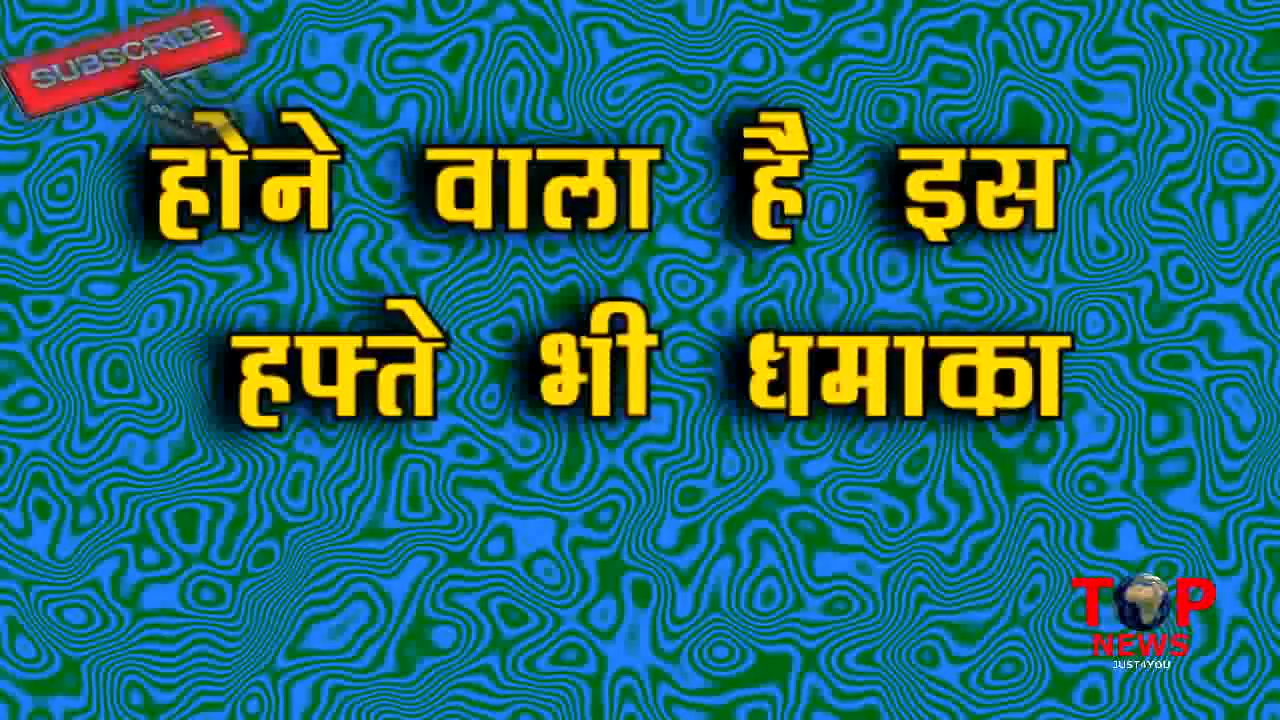 SUBSCRIBE
होने वाला है इस
हफ्ते भी धमाका
TOP
NEWS
JUST4YOU